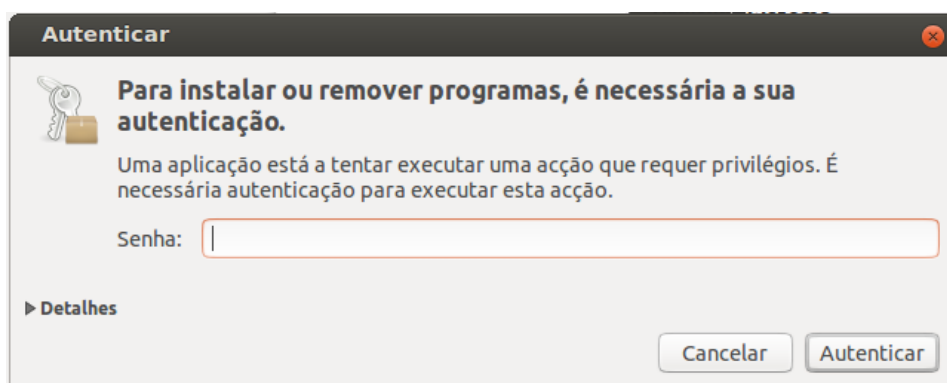 Autenticar
Para instalar ou remover programas, é necessária a sua
autenticação.
Uma aplicação está a tentar executar uma acção que requer privilégios. É
necessária autenticação para executar esta acção.
Senha:
Detalhes
Cancelar
Autenticar